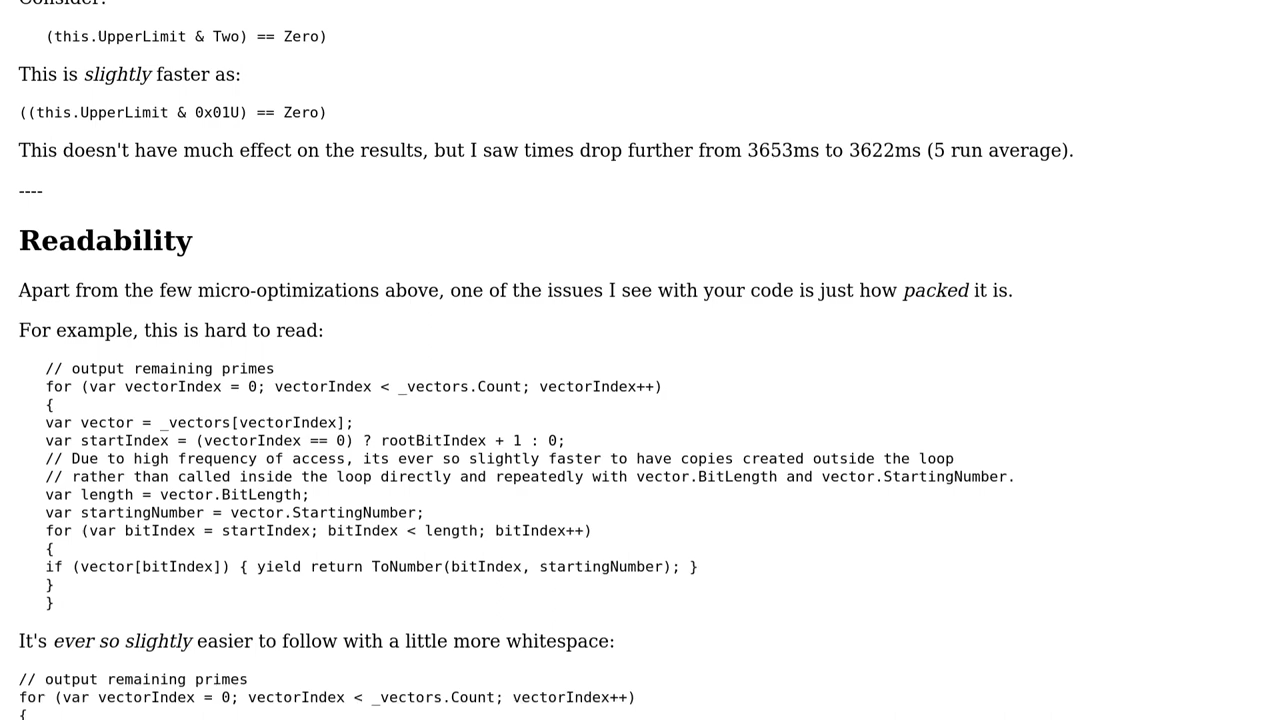 Consider:
(this.UpperLimit & Two) == Zero)
This is slightly faster as:
((this.UpperLimit & 0x01U) == Zero)
This doesn't have much effect on the results, but I saw times drop further from 3653ms to 3622ms (5 run average).
----
Readability
Apart from the few micro-optimizations above, one of the issues I see with your code is just how packed it is.
For example, this is hard to read:
// output remaining primes
for (var vectorIndex = 0; vectorIndex < _vectors.Count; vectorIndex++)
{
var vector = _vectors[vectorIndex];
var startIndex = (vectorIndex == 0) ? rootBitIndex + 1 : 0;
// Due to high frequency of access, its ever so slightly faster to have copies created outside the loop
// rather than called inside the loop directly and repeatedly with vector.BitLength and vector.StartingNumber.
var length = vector.BitLength;
var startingNumber = vector.StartingNumber;
for (var bitIndex = startIndex; bitIndex < length; bitIndex++)
{
if (vector[bitIndex]) { yield return ToNumber(bitIndex, startingNumber); }
}
}
It's ever so slightly easier to follow with a little more whitespace:
// output remaining primes
for (var vectorIndex = 0; vectorIndex < _vectors.Count; vectorIndex++)
{